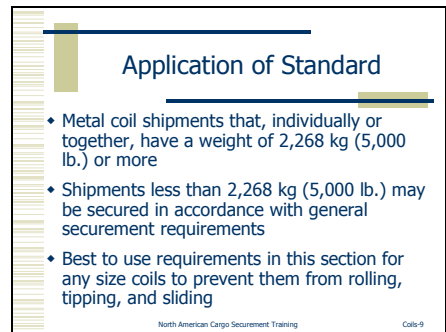 Application of Standard
Metal coil shipments that, individually or
together, have a weight of 2,268 kg (5,000
lb.) or more
Shipments less than 2,268 kg (5,000 lb.) may
be secured in accordance with general
securement requirements
Best to use requirements in this section for
any size coils to prevent them from rolling,
tipping, and sliding
North American Cargo Securement Training
Coils-9